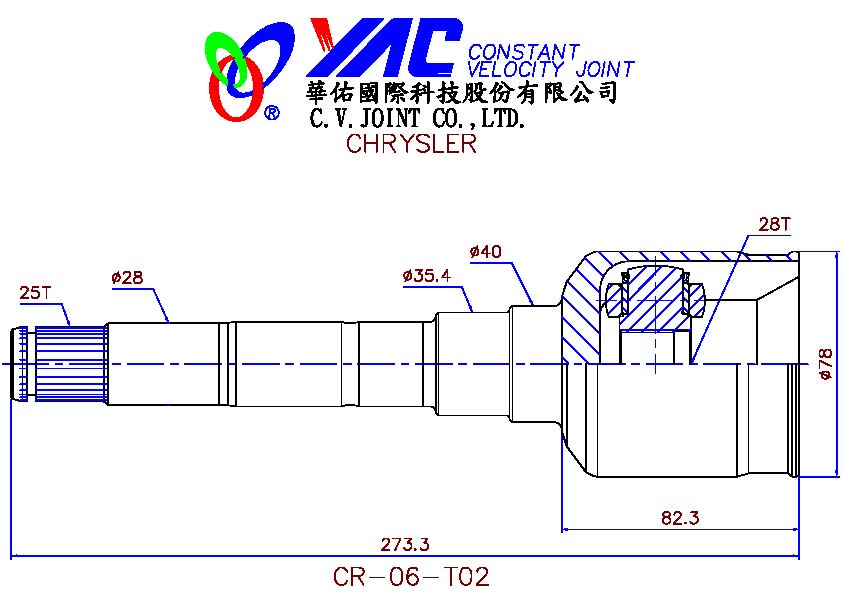 YAC CONSTANT
VELOCITY JOINT
®
華佑國際科技股份有限公司
C.V.JOINT CO.,LTD.
CHRYSLER
28T
ø40
ø35.4
ø28
25T
ø78
82.3
273.3
CR-06-T02